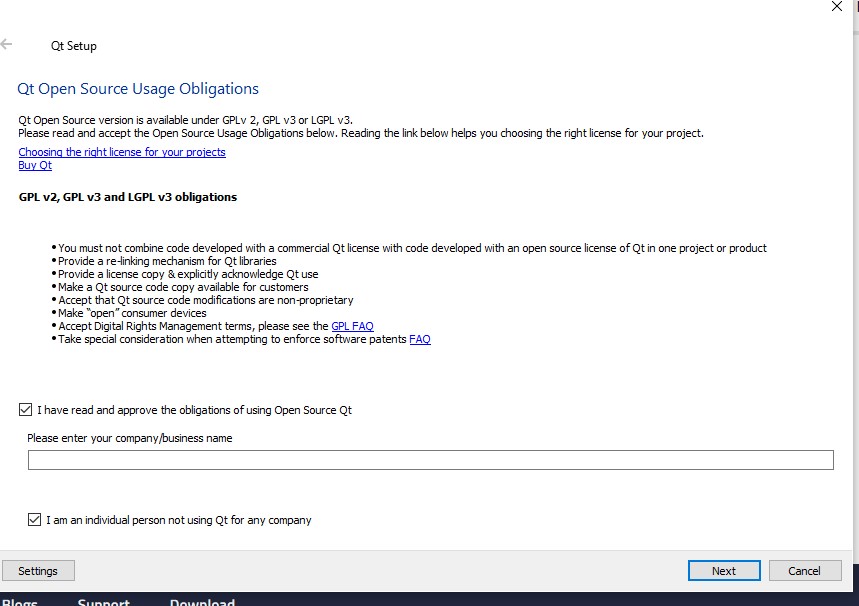 Qt Setup
Qt Open Source Usage Obligations
Qt Open Source version is available under GPLv 2, GPL v3 or LGPL v3.
Please read and accept the Open Source Usage Obligations below. Reading the link below helps you choosing the right license for your project.
Choosing the right license for your projects
Buy Qt
GPL v2, GPL v3 and LGPL v3 obligations
• You must not combine code developed with a commercial Qt license with code developed with an open source license of Qt in one project or product
• Provide a re-linking mechanism for Qt libraries
• Provide a license copy & explicitly acknowledge Qt use
• Make a Qt source code copy available for customers
• Accept that Qt source code modifications are non-proprietary
• Make “open” consumer devices
• Accept Digital Rights Management terms, please see the GPL FAQ
• Take special consideration when attempting to enforce software patents FAQ
I have read and approve the obligations of using Open Source Qt
Please enter your company/business name
I am an individual person not using Qt for any company
Settings Next Cancel
Blogs Support Download